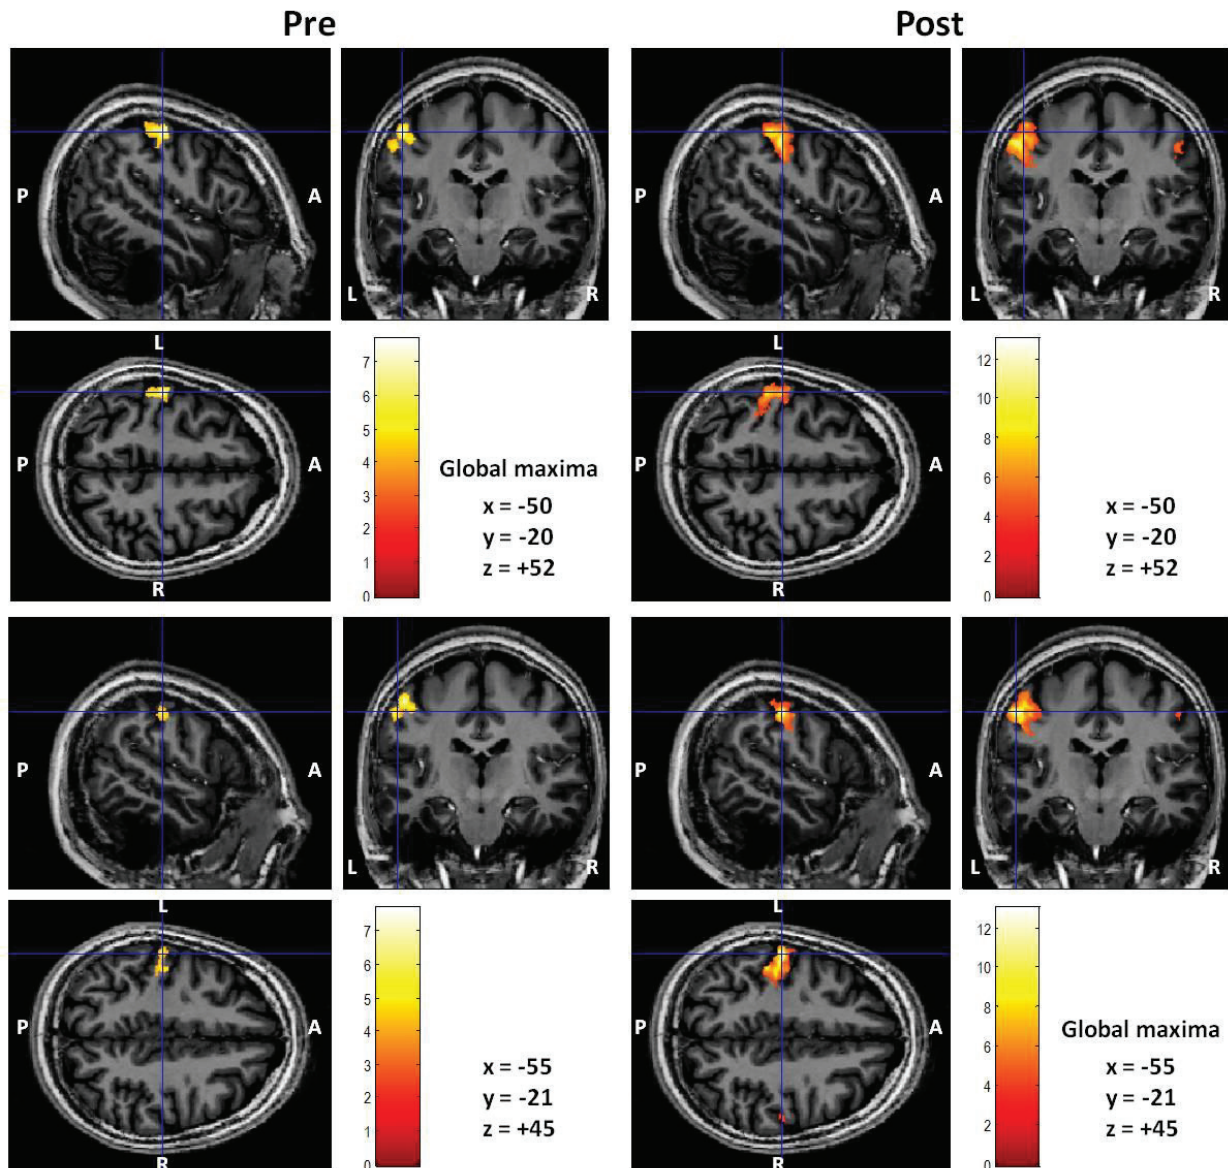 Pre
Post
P
A
L
R
P
A
L
R
L
P
A
R
7
6
5
4
3
2
1
0
Global maxima
x = -50
y = -20
z = +52
P
A
12
10
8
6
4
2
0
x = -50
y = -20
z = +52
P
A
L
R
P
A
L
R
L
P
A
R
7
6
5
4
3
2
1
0
x = -55
y = -21
z = +45
L
P
A
R
12
10
8
6
4
2
0
Global maxima
x = -55
y = -21
z = +45